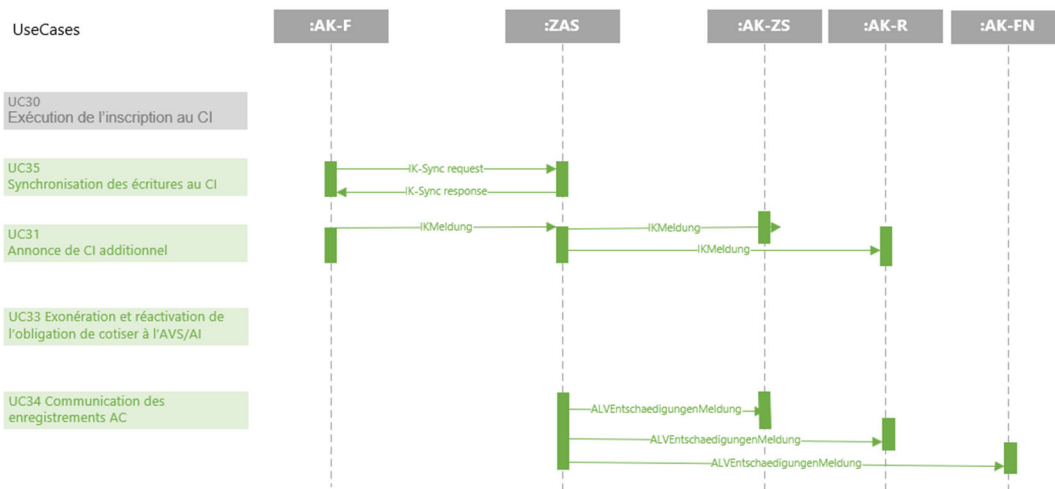 UseCases
:AK-F
:ZAS
:AK-ZS
:AK-R
:AK-FN
UC30
Exécution de l'inscription au CI
UC35
Synchronisation des écritures au CI
IK-Sync request
IK-Sync response
UC31
Annonce de CI additionnel
IKMeldung
IKMeldung
IKMeldung
UC33 Exonération et réactivation de
l'obligation de cotiser à l'AVS/AI
UC34 Communication des
enregistrements AC
ALVEntschaedigungenMeldung
ALVEntschaedigungenMeldung
ALVEntschaedigungenMeldung